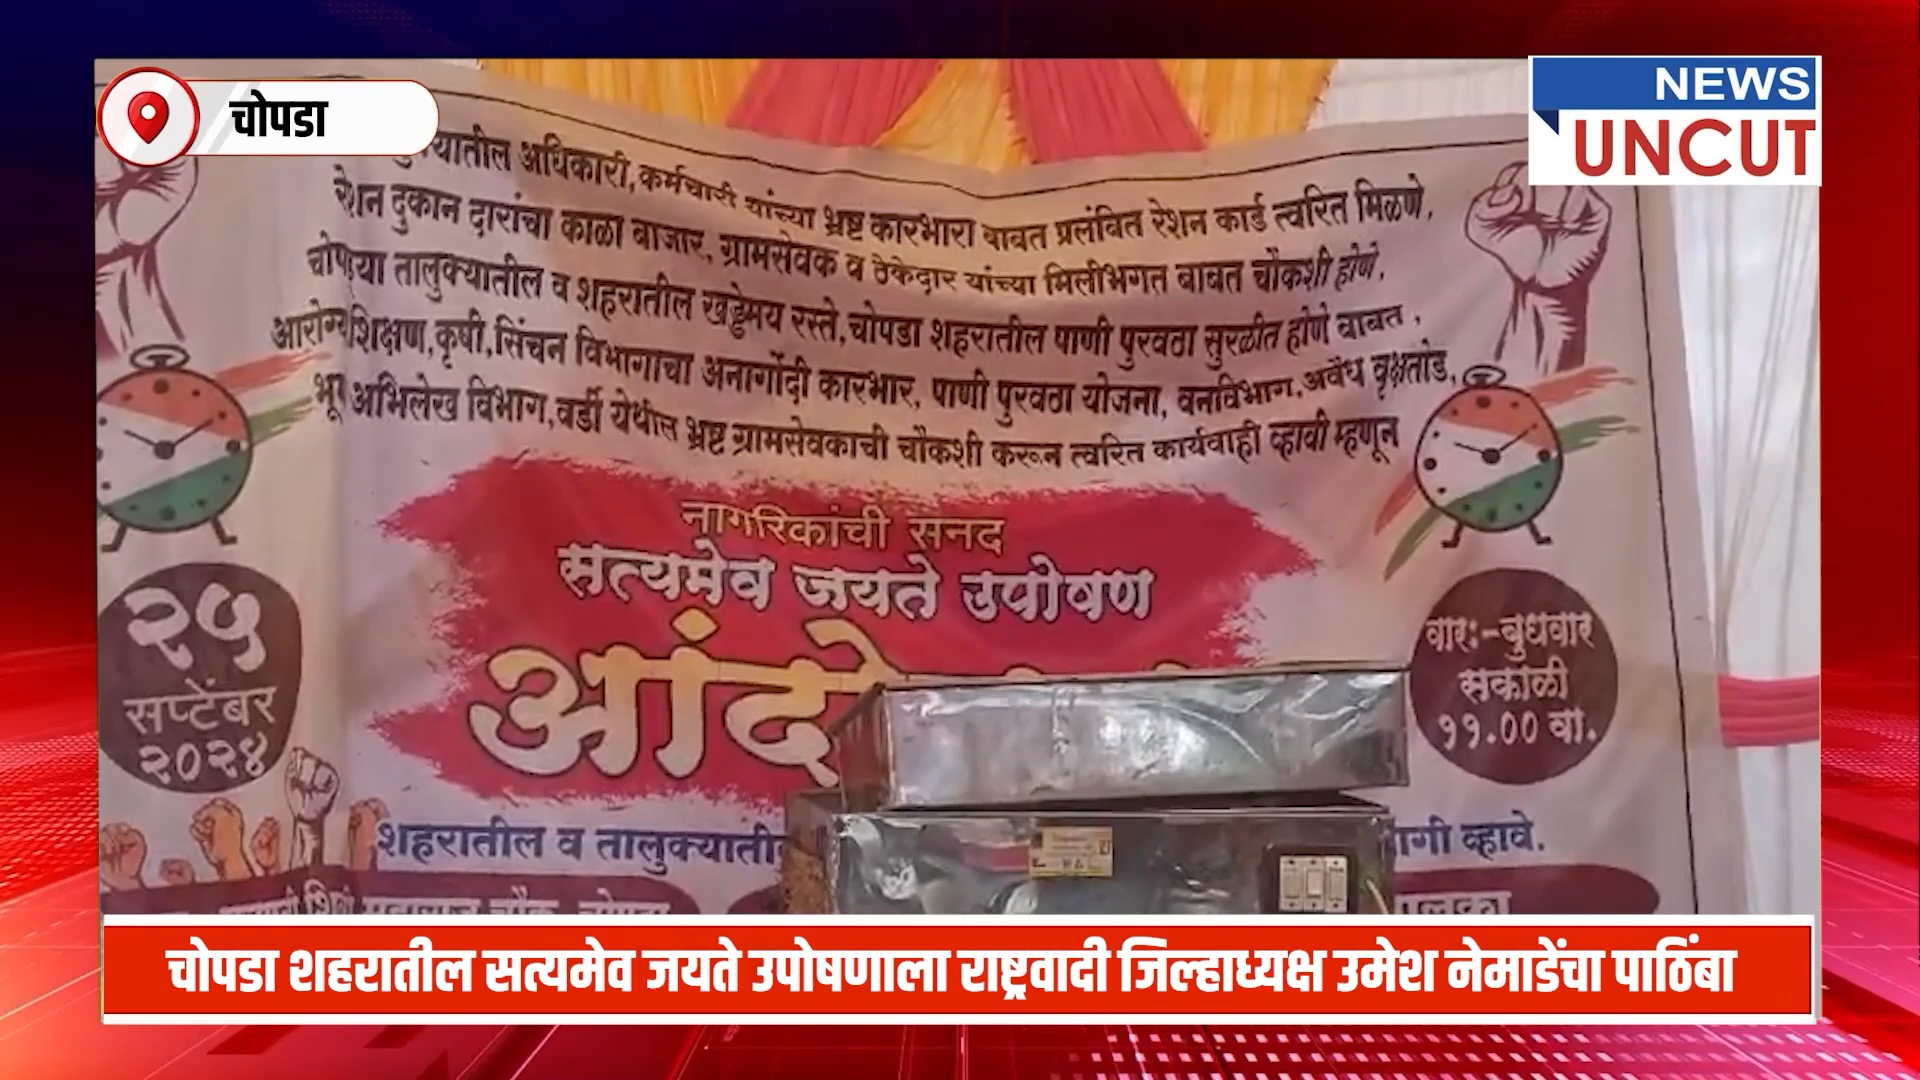 चोपडा
NEWS
UNCUT
अधिकारी,कर्मचारी यांच्या भ्रष्ट कारभारा बाबत प्रलंबित रेशन कार्ड त्वरित मिळणे,
रेशन दुकान दारांचा काळा बाजार, ग्रामसेवक व ठेकेदार यांच्या मिलीभगत बाबत चौकशी होणे,
तालुक्यातील व शहरातील खड्डेमय रस्ते,चोपडा शहरातील पाणी पुरवठा सुरळीत होणे बाबत,
आरोग्य शिक्षण,कृषी,सिंचन विभागाचा अनागोंदी कारभार, पाणी पुरवठा योजना, वनविभाग,अवैध वृक्षतोड,
अभिलेख विभाग,वर्डी येथील भ्रष्ट ग्रामसेवकाची चौकशी करून त्वरित कार्यवाही व्हावी म्हणून
नागरिकांची सनद
सत्यमेव जयते उपोषण
२५
सप्टेंबर
२०२४
वार:-बुधवार
सकाळी
११.00 वा.
शहरातील व व्हावे.
चोपडा शहरातील सत्यमेव जयते उपोषणाला राष्ट्रवादी जिल्हाध्यक्ष उमेश नेमाडेंचा पाठिंबा